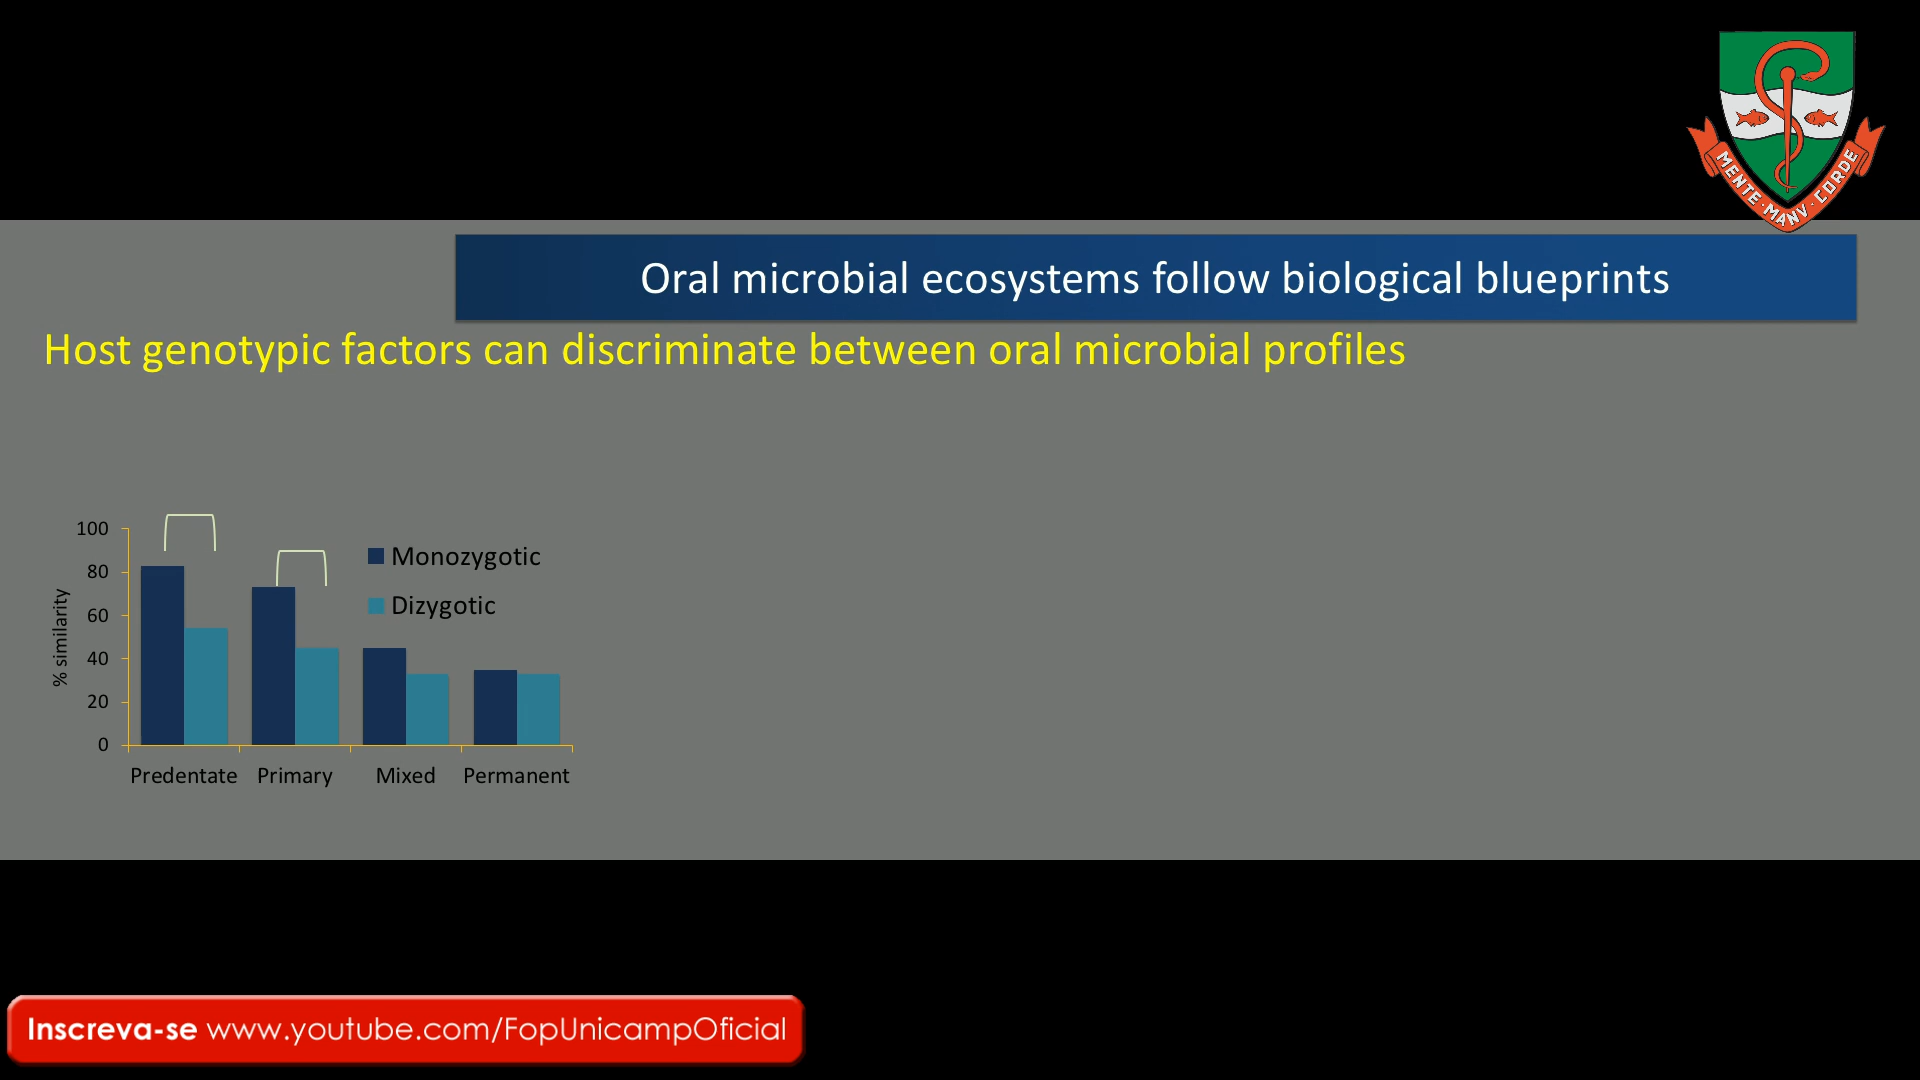 MENTE · MANV · CORDE
Oral microbial ecosystems follow biological blueprints
Host genotypic factors can discriminate between oral microbial profiles
% similarity
100
80
60
40
20
0
Monozygotic
Dizygotic
Predentate Primary Mixed Permanent
Inscreva-se www.youtube.com/FopUnicampOficial